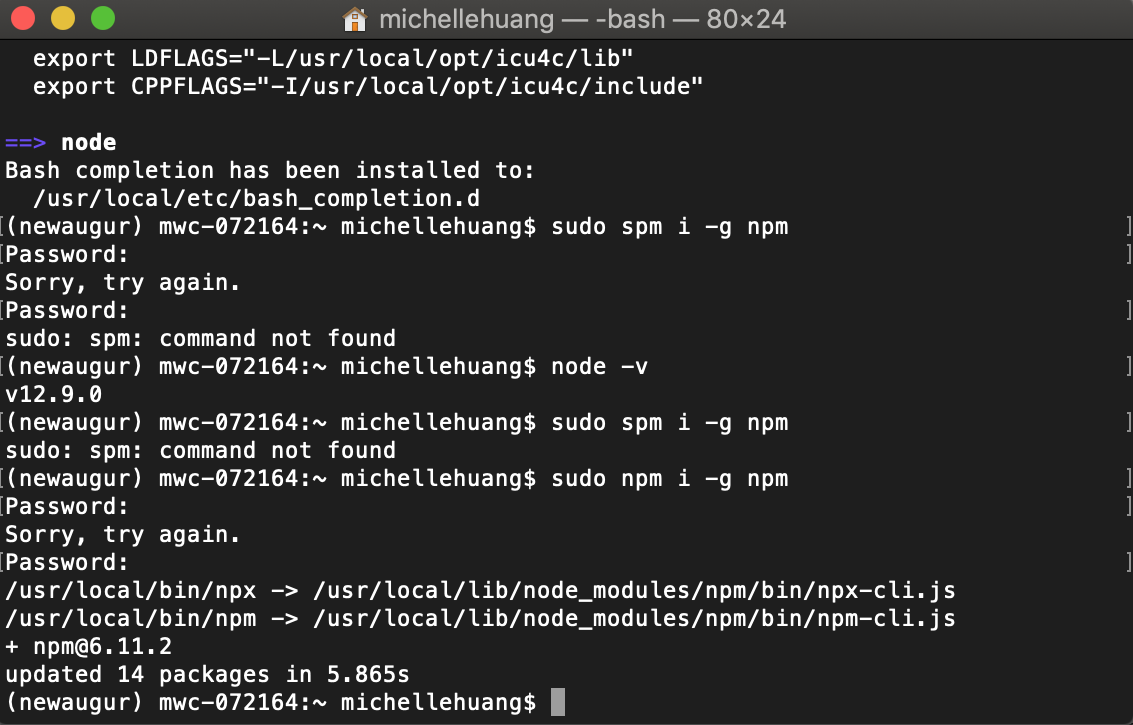 michellehuang — -bash — 80×24
export LDFLAGS="-L/usr/local/opt/icu4c/lib"
export CPPFLAGS="-I/usr/local/opt/icu4c/include"
==> node
Bash completion has been installed to:
/usr/local/etc/bash_completion.d
[(newaugur) mwc-072164:~ michellehuang$ sudo spm i -g npm ]
[Password: ]
Sorry, try again.
[Password: ]
sudo: spm: command not found
[(newaugur) mwc-072164:~ michellehuang$ node -v ]
v12.9.0
[(newaugur) mwc-072164:~ michellehuang$ sudo spm i -g npm ]
sudo: spm: command not found
[(newaugur) mwc-072164:~ michellehuang$ sudo npm i -g npm ]
[Password: ]
Sorry, try again.
[Password: ]
/usr/local/bin/npx -> /usr/local/lib/node_modules/npm/bin/npx-cli.js
/usr/local/bin/npm -> /usr/local/lib/node_modules/npm/bin/npm-cli.js
+ npm@6.11.2
updated 14 packages in 5.865s
(newaugur) mwc-072164:~ michellehuang$